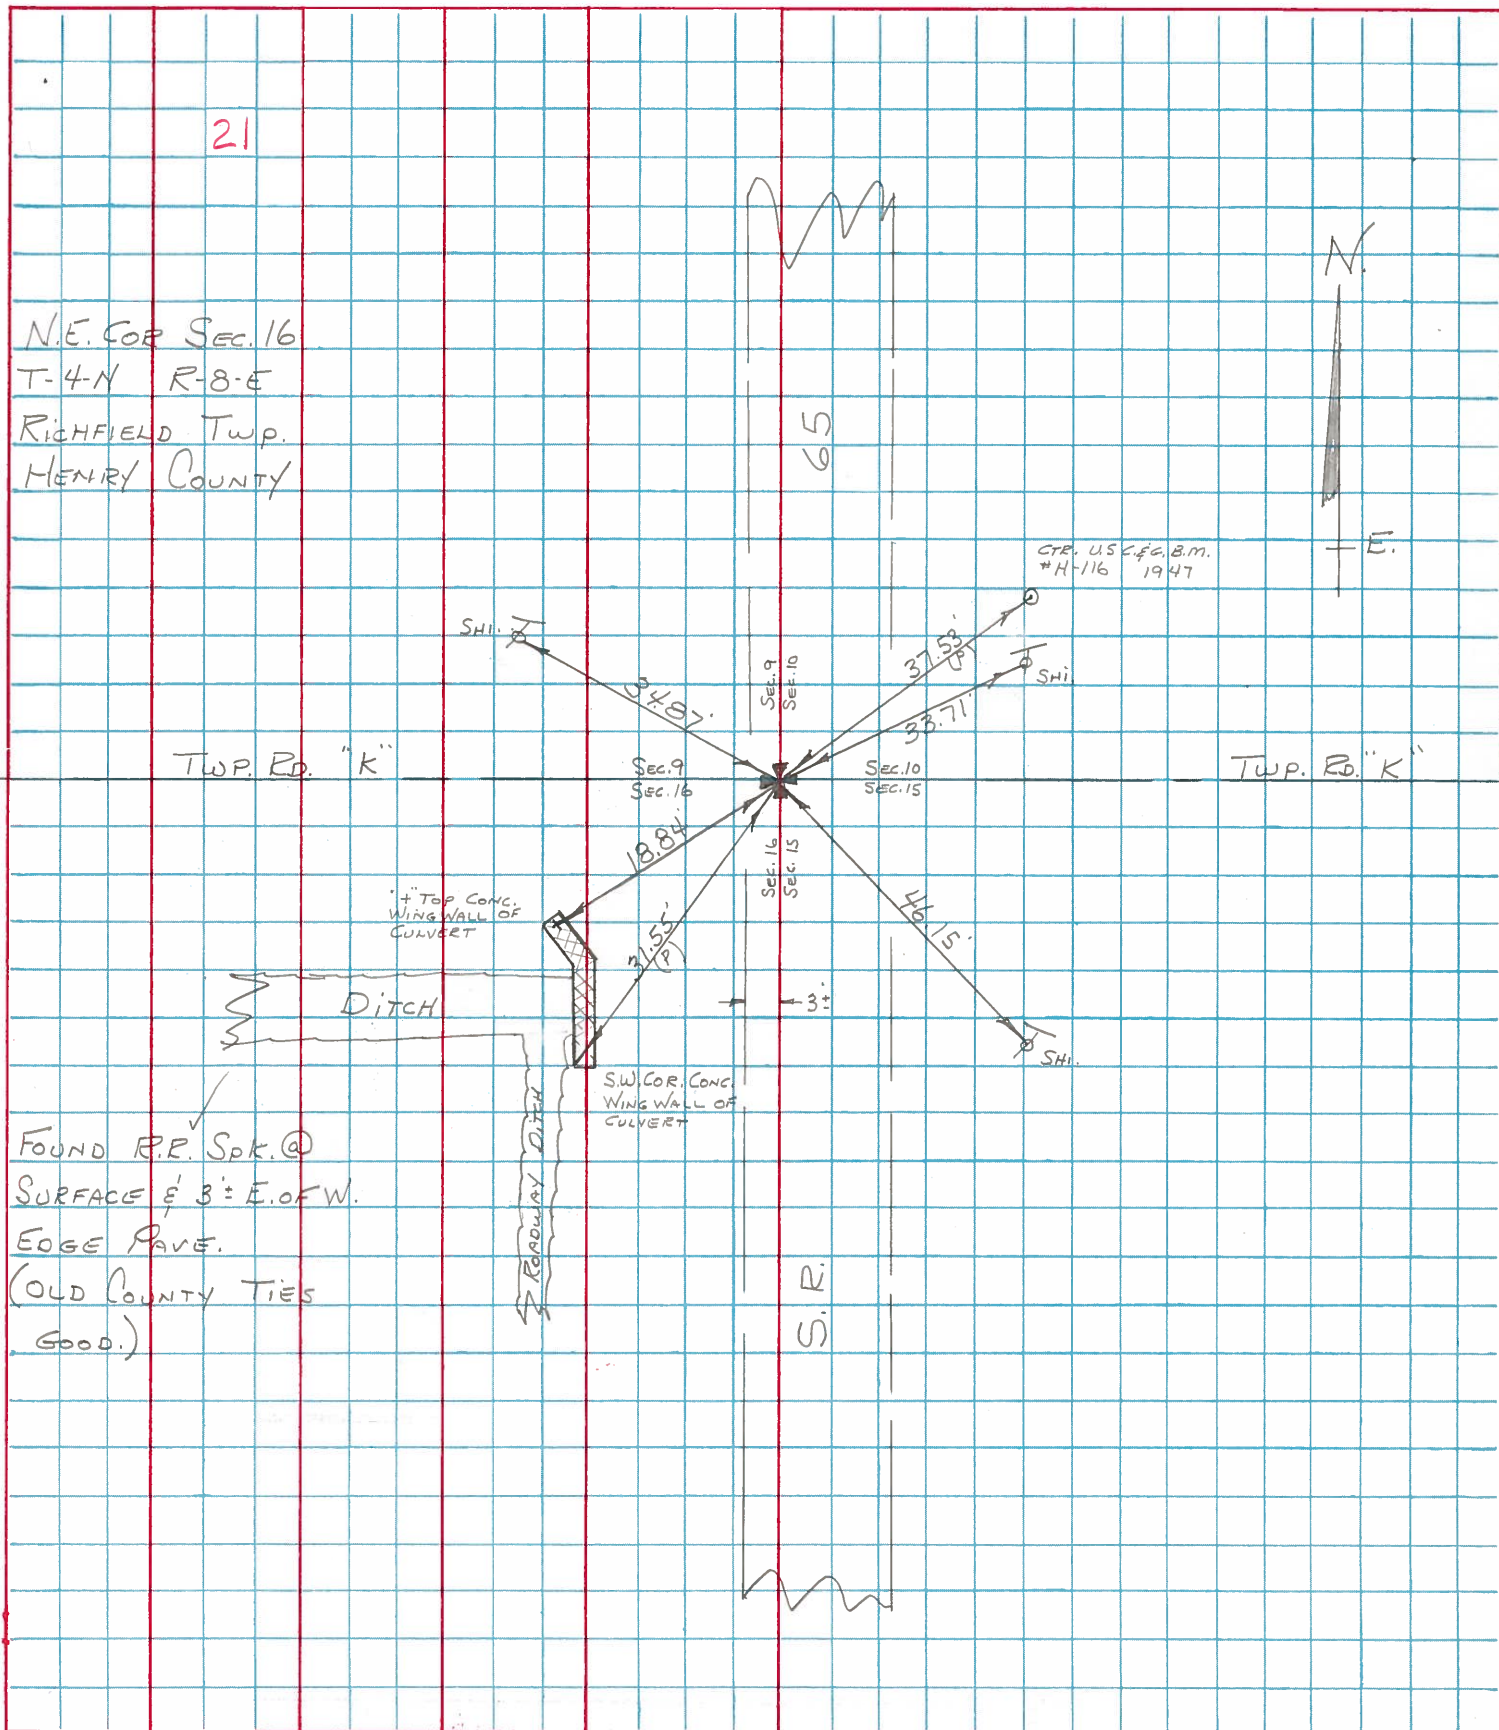 21
N.
N.E. COR SEC. 16
T-4-N R-8-E
RICHFIELD TWP.
HENRY COUNTY
65
E.
CTR. U.S.C.&G. B.M.
#H-116 1947
SHI.
37.53'
(P)
SHI.
34.87'
33.71'
SEC. 9
SEC. 10
TWP. RD. "K"
SEC. 9
SEC. 16
SEC. 10
SEC. 15
TWP. RD. "K"
18.84'
SEC. 16
SEC. 15
"+" TOP CONC.
WING WALL OF
CULVERT
31.55'
(P)
46.15'
DITCH
3'±
SHI.
S.W. COR. CONC.
WING WALL OF
CULVERT
ROADWAY DITCH
FOUND R.R. SPK. @
SURFACE & 3'± E. OF W.
EDGE PAVE.
(OLD COUNTY TIES
GOOD.)
S. R.